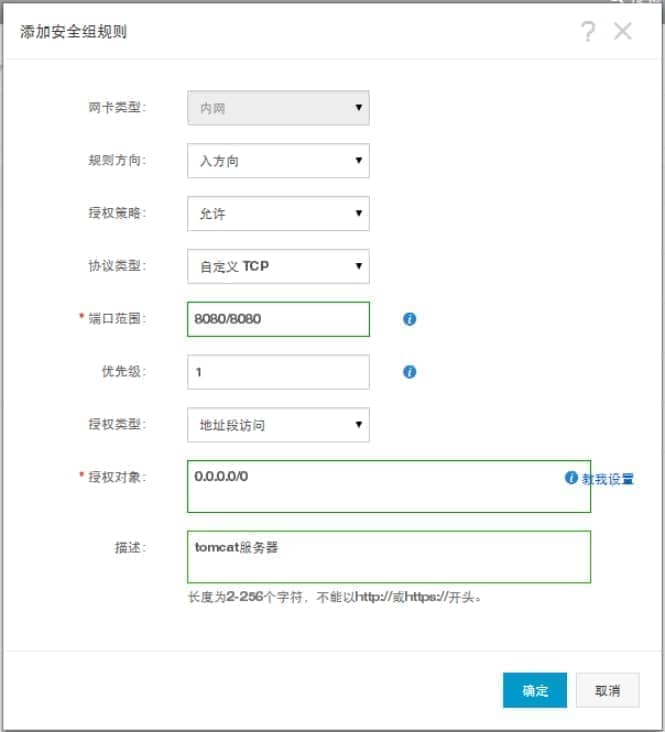 添加安全组规则
网卡类型: 内网
规则方向: 入方向
授权策略: 允许
协议类型: 自定义 TCP
* 端口范围: 8080/8080
优先级: 1
授权类型: 地址段访问
* 授权对象: 0.0.0.0/0 教我设置
描述: tomcat服务器
长度为2-256个字符，不能以http://或https://开头。
确定 取消